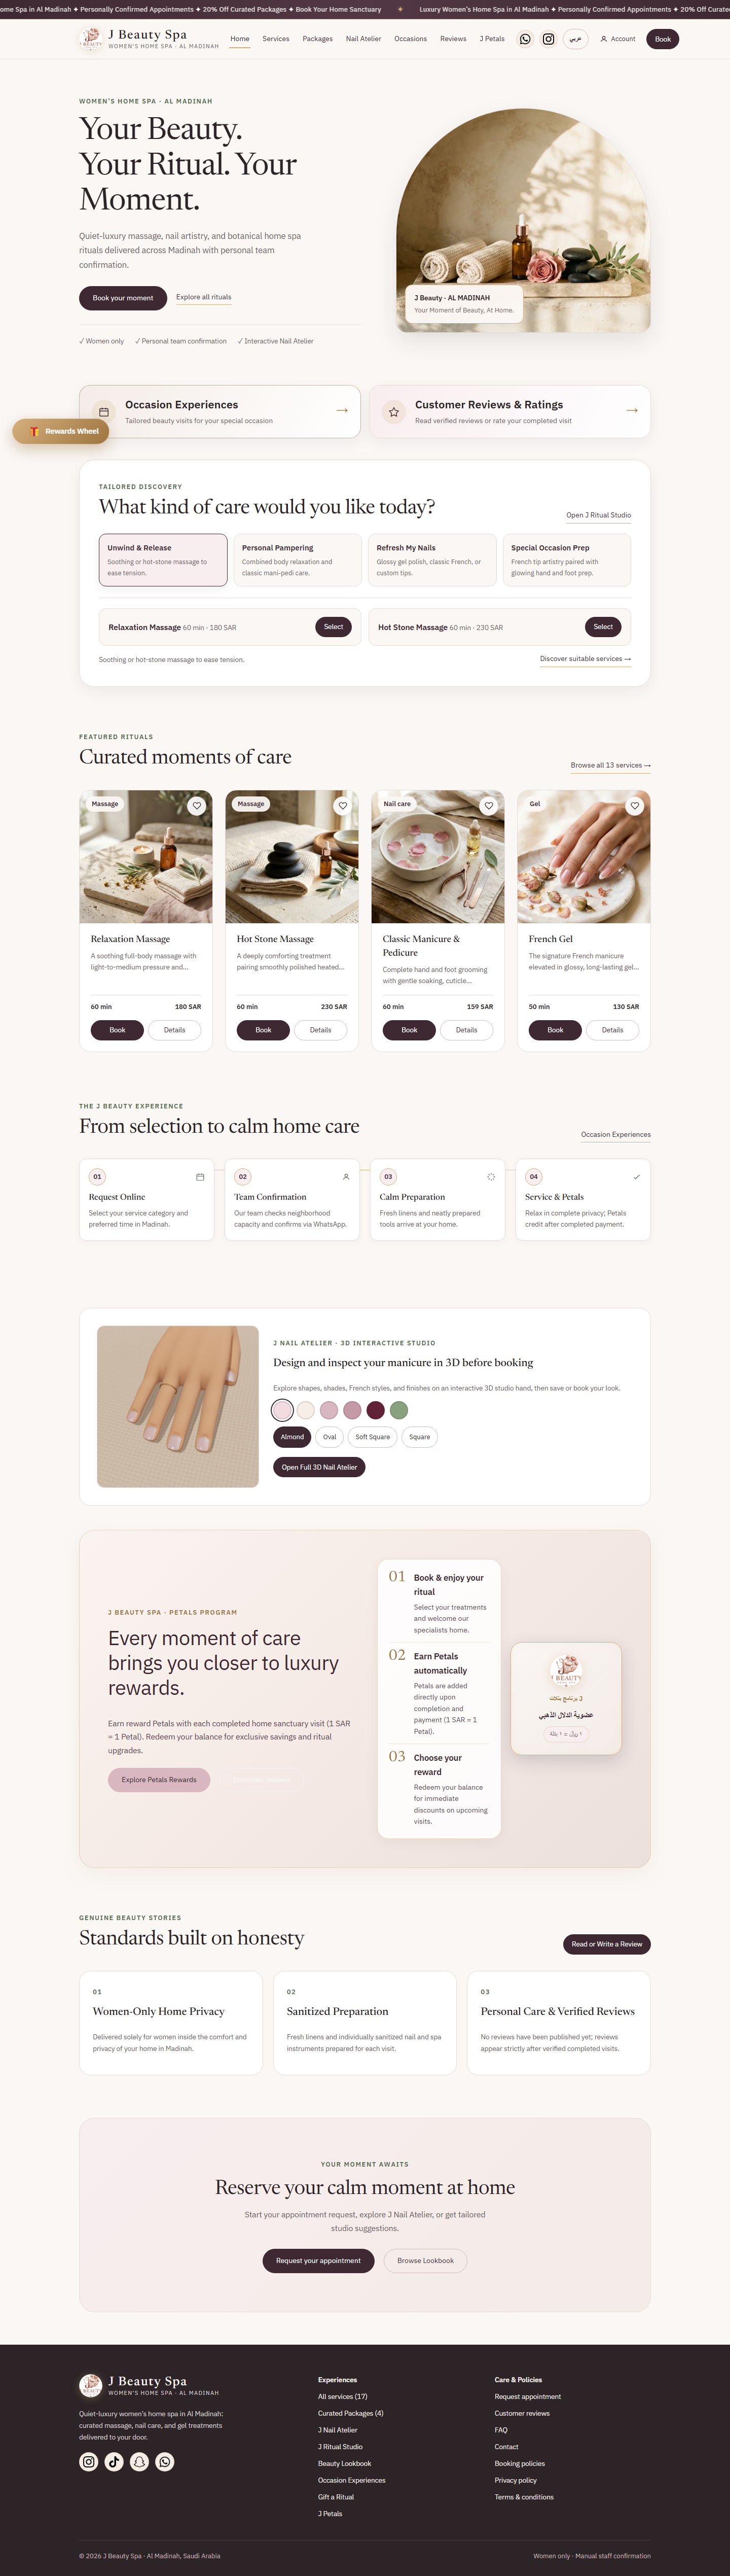 ome Spa in Al Madinah ✦ Personally Confirmed Appointments ✦ 20% Off Curated Packages ✦ Book Your Home Sanctuary ✦ Luxury Women's Home Spa in Al Madinah ✦ Personally Confirmed Appointments ✦ 20% Off Curated
J Beauty Spa
WOMEN'S HOME SPA · AL MADINAH
Home Services Packages Nail Atelier Occasions Reviews J Petals عربي Account Book
WOMEN'S HOME SPA · AL MADINAH
Your Beauty.
Your Ritual. Your
Moment.
Quiet-luxury massage, nail artistry, and botanical home spa
rituals delivered across Madinah with personal team
confirmation.
Book your moment Explore all rituals
✓ Women only ✓ Personal team confirmation ✓ Interactive Nail Atelier
J Beauty · AL MADINAH
Your Moment of Beauty, At Home.
Occasion Experiences →
Tailored beauty visits for your special occasion
Customer Reviews & Ratings →
Read verified reviews or rate your completed visit
Rewards Wheel
TAILORED DISCOVERY
What kind of care would you like today?
Open J Ritual Studio
Unwind & Release
Soothing or hot-stone massage to
ease tension.
Personal Pampering
Combined body relaxation and
classic mani-pedi care.
Refresh My Nails
Glossy gel polish, classic French, or
custom tips.
Special Occasion Prep
French tip artistry paired with
glowing hand and foot prep.
Relaxation Massage 60 min · 180 SAR Select
Hot Stone Massage 60 min · 230 SAR Select
Soothing or hot-stone massage to ease tension.
Discover suitable services →
FEATURED RITUALS
Curated moments of care
Browse all 13 services →
Massage
Relaxation Massage
A soothing full-body massage with
light-to-medium pressure and...
60 min 180 SAR
Book Details
Massage
Hot Stone Massage
A deeply comforting treatment
pairing smoothly polished heated...
60 min 230 SAR
Book Details
Nail care
Classic Manicure &
Pedicure
Complete hand and foot grooming
with gentle soaking, cuticle...
60 min 159 SAR
Book Details
Gel
French Gel
The signature French manicure
elevated in glossy, long-lasting gel...
50 min 130 SAR
Book Details
THE J BEAUTY EXPERIENCE
From selection to calm home care
Occasion Experiences
01
Request Online
Select your service category and
preferred time in Madinah.
02
Team Confirmation
Our team checks neighborhood
capacity and confirms via WhatsApp.
03
Calm Preparation
Fresh linens and neatly prepared
tools arrive at your home.
04
Service & Petals
Relax in complete privacy; Petals
credit after completed payment.
J NAIL ATELIER · 3D INTERACTIVE STUDIO
Design and inspect your manicure in 3D before booking
Explore shapes, shades, French styles, and finishes on an interactive 3D studio hand, then save or book your look.
Almond Oval Soft Square Square
Open Full 3D Nail Atelier
J BEAUTY SPA · PETALS PROGRAM
Every moment of care
brings you closer to luxury
rewards.
Earn reward Petals with each completed home sanctuary visit (1 SAR
= 1 Petal). Redeem your balance for exclusive savings and ritual
upgrades.
Explore Petals Rewards
01 Book & enjoy your
ritual
Select your treatments
and welcome our
specialists home.
02 Earn Petals
automatically
Petals are added
directly upon
completion and
payment (1 SAR = 1
Petal).
03 Choose your
reward
Redeem your balance
for immediate
discounts on upcoming
visits.
برنامج بتلات J
عضوية الدلال الذهبي
١ ريال = ١ بتلة
GENUINE BEAUTY STORIES
Standards built on honesty
Read or Write a Review
01
Women-Only Home Privacy
Delivered solely for women inside the comfort and
privacy of your home in Madinah.
02
Sanitized Preparation
Fresh linens and individually sanitized nail and spa
instruments prepared for each visit.
03
Personal Care & Verified Reviews
No reviews have been published yet; reviews
appear strictly after verified completed visits.
YOUR MOMENT AWAITS
Reserve your calm moment at home
Start your appointment request, explore J Nail Atelier, or get tailored
studio suggestions.
Request your appointment Browse Lookbook
J Beauty Spa
WOMEN'S HOME SPA · AL MADINAH
Quiet-luxury women's home spa in Al Madinah:
curated massage, nail care, and gel treatments
delivered to your door.
Experiences
All services (17)
Curated Packages (4)
J Nail Atelier
J Ritual Studio
Beauty Lookbook
Occasion Experiences
Gift a Ritual
J Petals
Care & Policies
Request appointment
Customer reviews
FAQ
Contact
Booking policies
Privacy policy
Terms & conditions
© 2026 J Beauty Spa · Al Madinah, Saudi Arabia
Women only · Manual staff confirmation